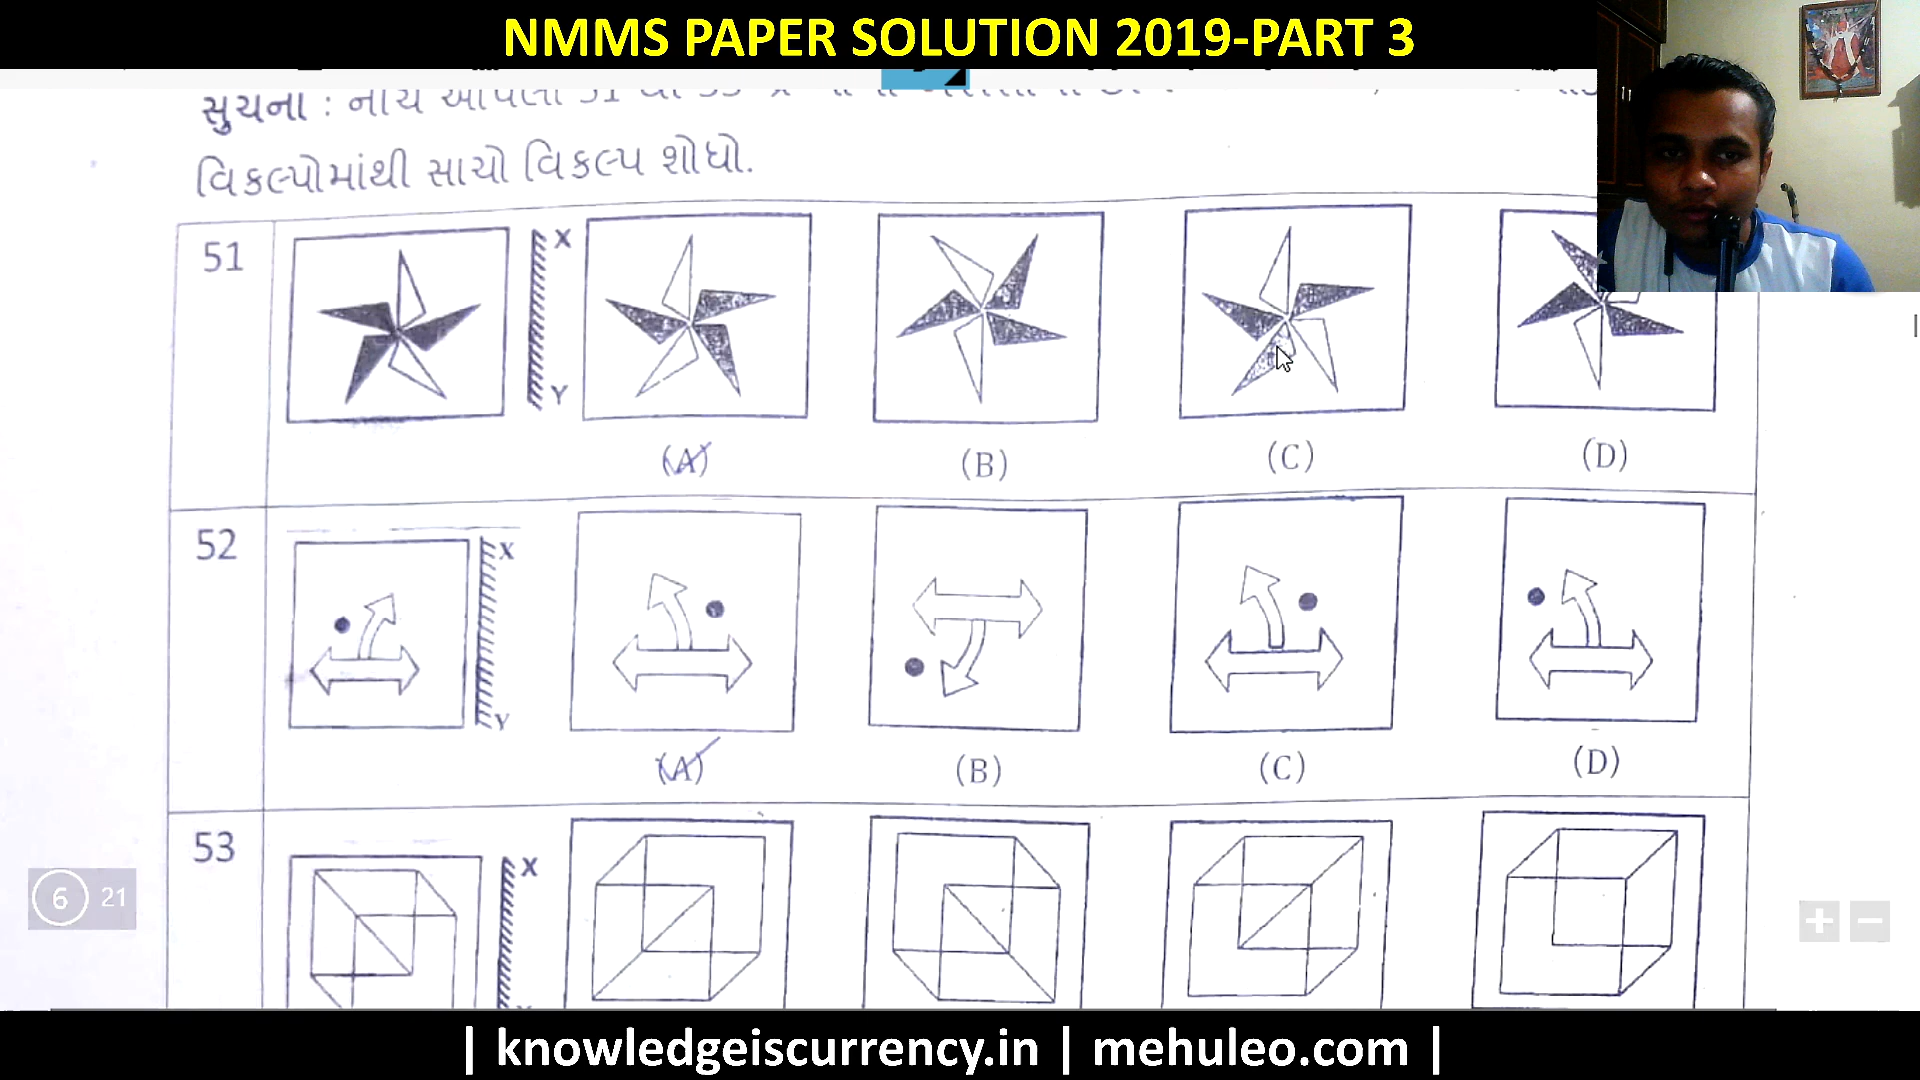 NMMS PAPER SOLUTION 2019-PART 3
સુચના :
વિકલ્પોમાંથી સાચો વિકલ્પ શોધો.
51
X
Y
(A)
(B)
(C)
(D)
52
X
Y
(A)
(B)
(C)
(D)
53
X
6 21
| knowledgeiscurrency.in | mehuleo.com |